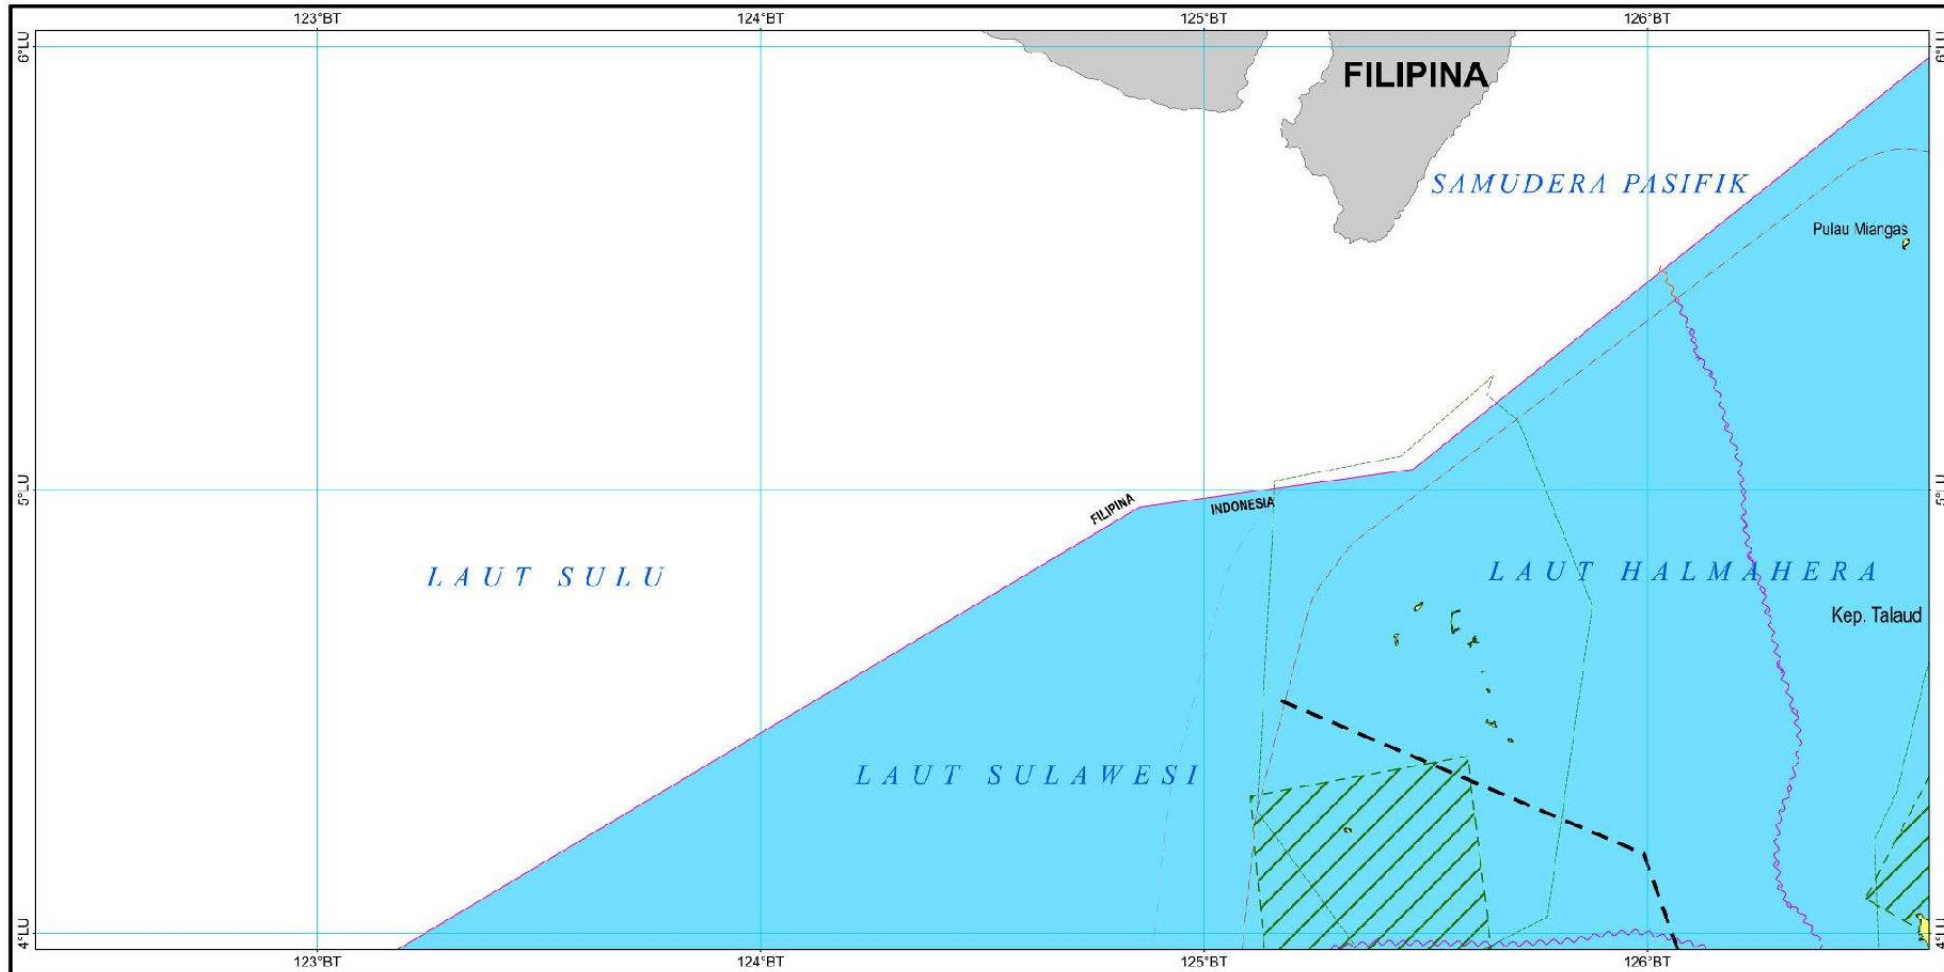 123°BT
124°BT
125°BT
126°BT
6°LU
6°LU
FILIPINA
SAMUDERA PASIFIK
Pulau Miangas
5°LU
5°LU
FILIPINA
INDONESIA
LAUT SULU
LAUT HALMAHERA
Kep. Talaud
LAUT SULAWESI
4°LU
4°LU
123°BT
124°BT
125°BT
126°BT